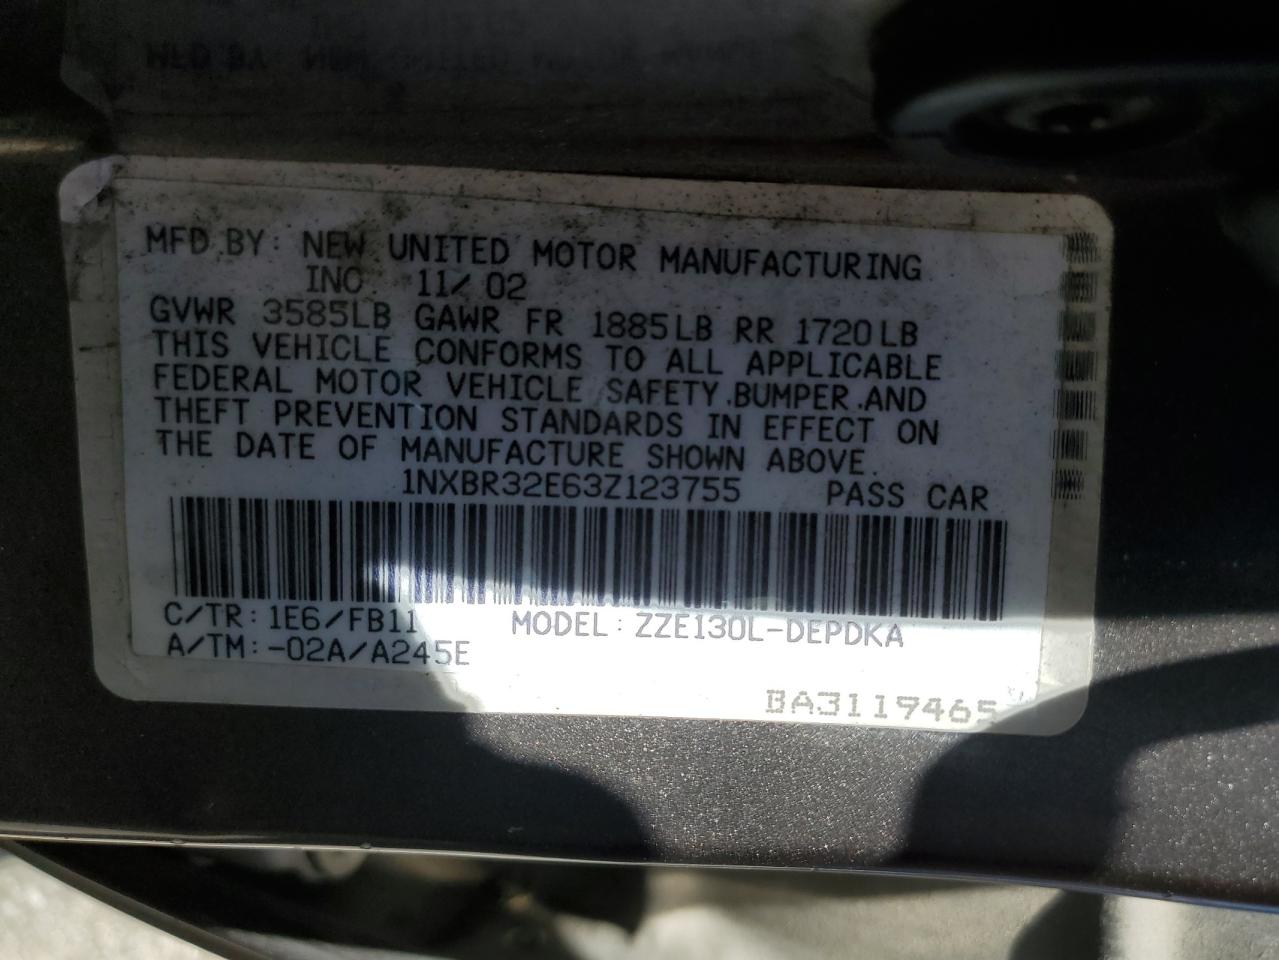 MFD.BY: NEW UNITED MOTOR MANUFACTURING
INC 11/02
GVWR 3585LB GAWR FR 1885LB RR 1720LB
THIS VEHICLE CONFORMS TO ALL APPLICABLE
FEDERAL MOTOR VEHICLE SAFETY.BUMPER.AND
THEFT PREVENTION STANDARDS IN EFFECT ON
THE DATE OF MANUFACTURE SHOWN ABOVE.
1NXBR32E63Z123755 PASS CAR
C/TR: 1E6/FB11 MODEL: ZZE130L-DEPDKA
A/TM:-02A/A245E
BA3119465